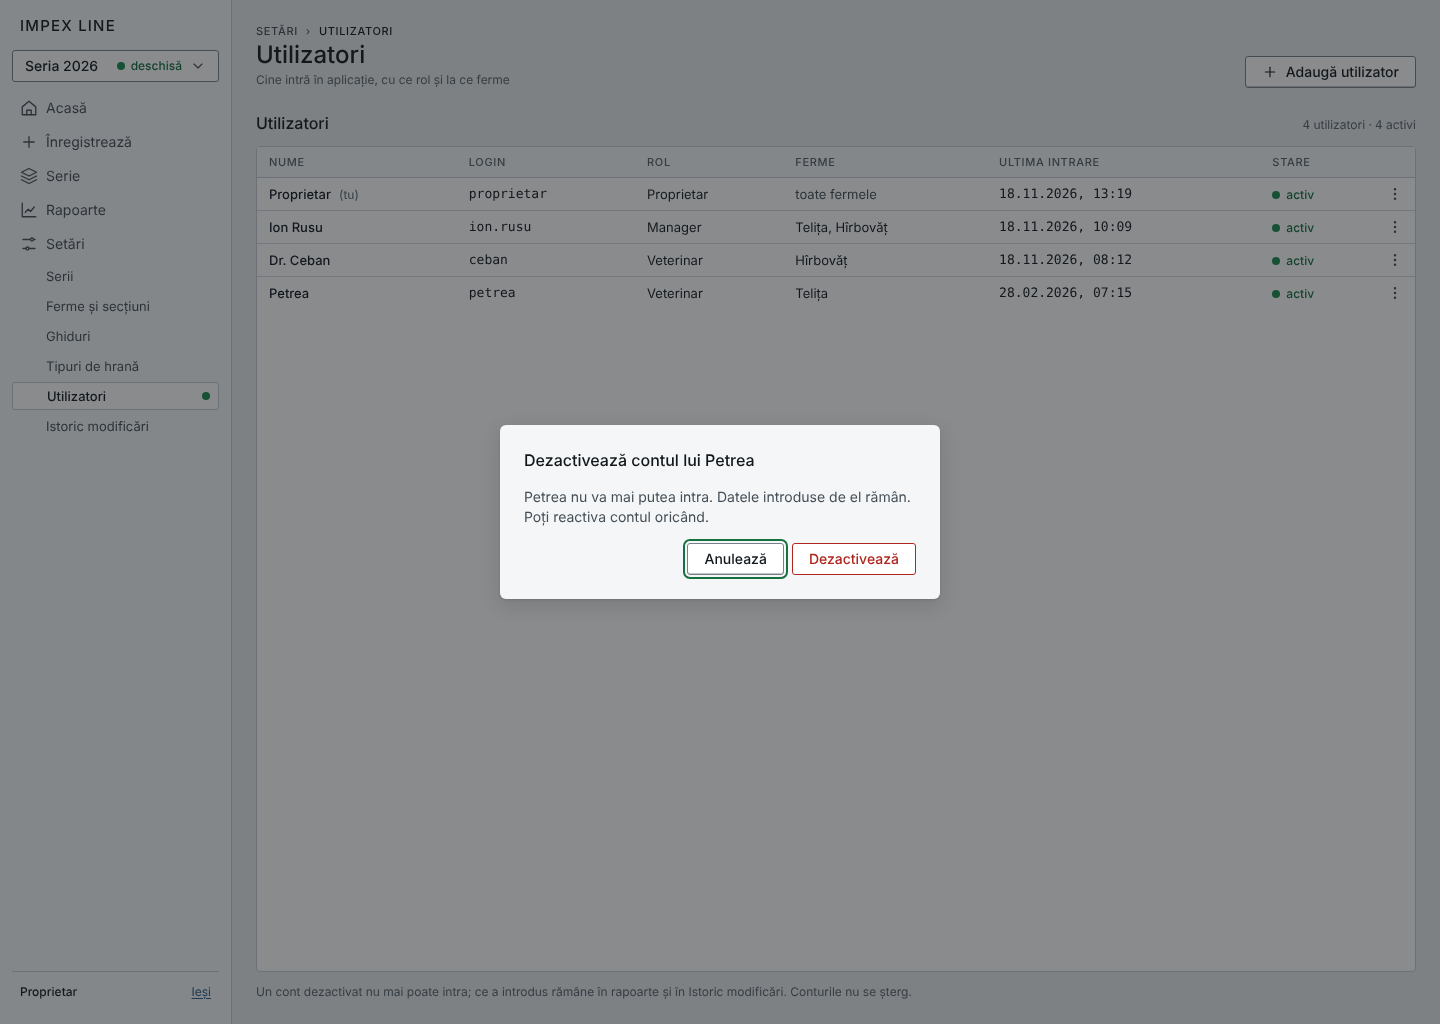 IMPEX LINE
Seria 2026 deschisă
Acasă
Înregistrează
Serie
Rapoarte
Setări
Serii
Ferme și secțiuni
Ghiduri
Tipuri de hrană
Utilizatori
Istoric modificări
Proprietar Ieși
SETĂRI › UTILIZATORI
Utilizatori
Cine intră în aplicație, cu ce rol și la ce ferme
+ Adaugă utilizator
Utilizatori 4 utilizatori · 4 activi
NUME LOGIN ROL FERME ULTIMA INTRARE STARE
Proprietar (tu) proprietar Proprietar toate fermele 18.11.2026, 13:19 activ
Ion Rusu ion.rusu Manager Telița, Hîrbovăț 18.11.2026, 10:09 activ
Dr. Ceban ceban Veterinar Hîrbovăț 18.11.2026, 08:12 activ
Petrea petrea Veterinar Telița 28.02.2026, 07:15 activ
Dezactivează contul lui Petrea
Petrea nu va mai putea intra. Datele introduse de el rămân.
Poți reactiva contul oricând.
Anulează Dezactivează
Un cont dezactivat nu mai poate intra; ce a introdus rămâne în rapoarte și în Istoric modificări. Conturile nu se șterg.